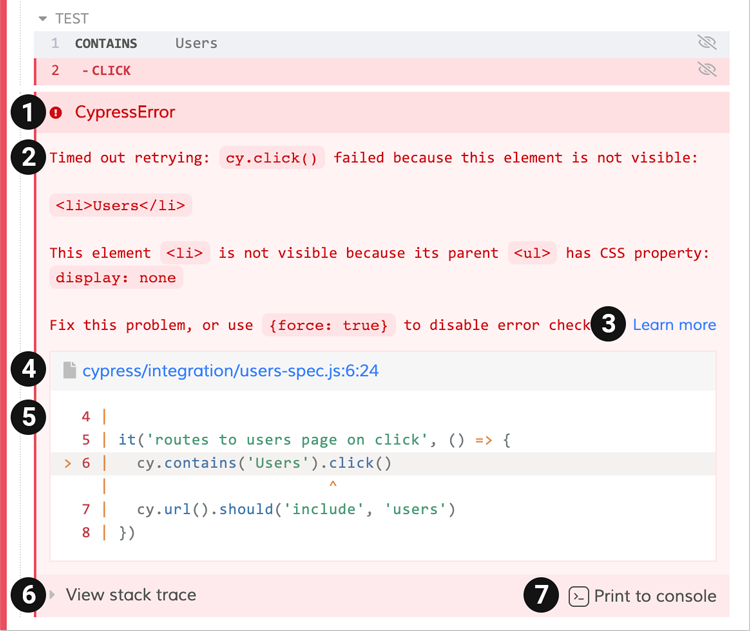 TEST
1 CONTAINS Users
2 -CLICK
1 CypressError
2 Timed out retrying: cy.click() failed because this element is not visible:
<li>Users</li>
This element <li> is not visible because its parent <ul> has CSS property:
display: none
Fix this problem, or use {force: true} to disable error check 3 Learn more
4 cypress/integration/users-spec.js:6:24
5
4 |
5 | it('routes to users page on click', () => {
> 6 | cy.contains('Users').click()
| ^
7 | cy.url().should('include', 'users')
8 | })
6 View stack trace 7 Print to console